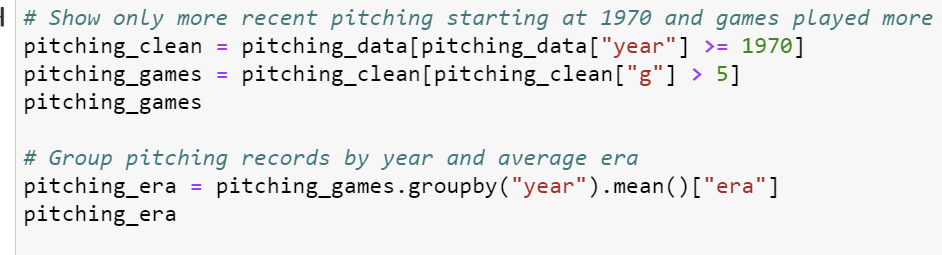 # Show only more recent pitching starting at 1970 and games played more
pitching_clean = pitching_data[pitching_data["year"] >= 1970]
pitching_games = pitching_clean[pitching_clean["g"] > 5]
pitching_games
# Group pitching records by year and average era
pitching_era = pitching_games.groupby("year").mean()["era"]
pitching_era